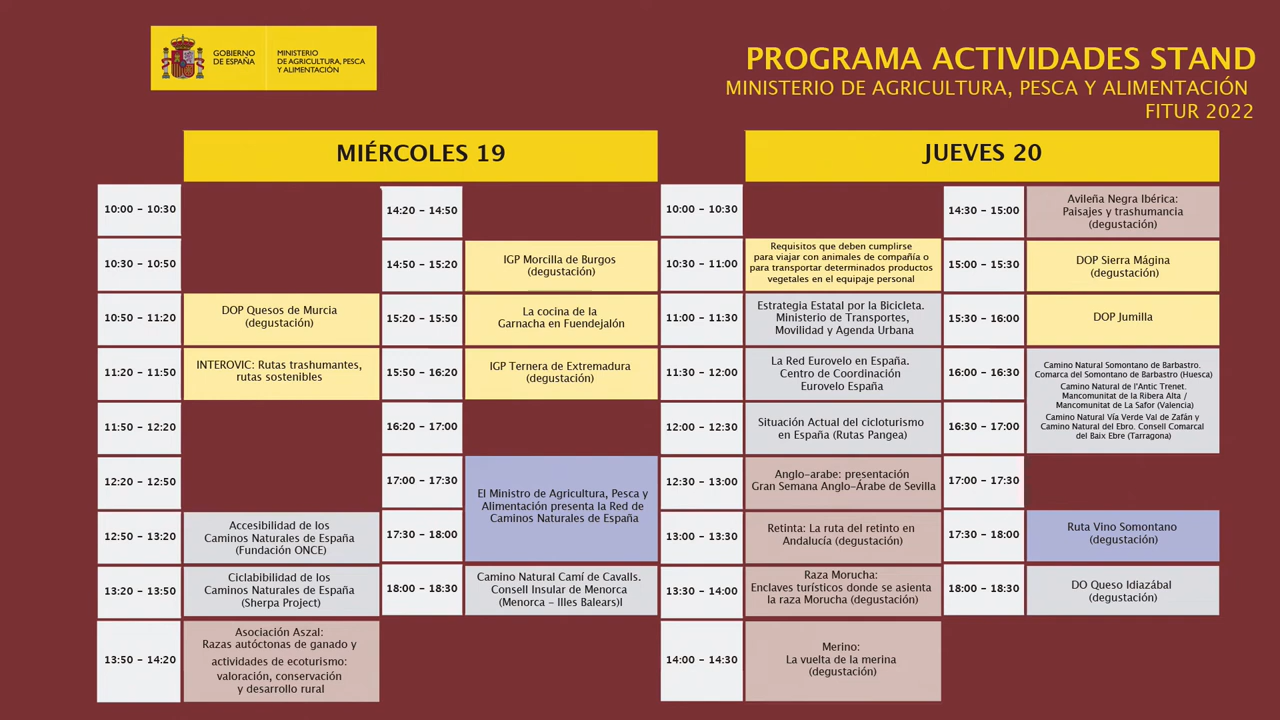 GOBIERNO
DE ESPAÑA
MINISTERIO
DE AGRICULTURA, PESCA
Y ALIMENTACIÓN
PROGRAMA ACTIVIDADES STAND
MINISTERIO DE AGRICULTURA, PESCA Y ALIMENTACIÓN
FITUR 2022
MIÉRCOLES 19
10:00 - 10:30
10:30 - 10:50
10:50 - 11:20
DOP Quesos de Murcia
(degustación)
11:20 - 11:50
INTEROVIC: Rutas trashumantes,
rutas sostenibles
11:50 - 12:20
12:20 - 12:50
12:50 - 13:20
Accesibilidad de los
Caminos Naturales de España
(Fundación ONCE)
13:20 - 13:50
Ciclabibilidad de los
Caminos Naturales de España
(Sherpa Project)
13:50 - 14:20
Asociación Aszal:
Razas autóctonas de ganado y
actividades de ecoturismo:
valoración, conservación
y desarrollo rural
14:20 - 14:50
14:50 - 15:20
IGP Morcilla de Burgos
(degustación)
15:20 - 15:50
La cocina de la
Garnacha en Fuendejalón
15:50 - 16:20
IGP Ternera de Extremadura
(degustación)
16:20 - 17:00
17:00 - 17:30
17:30 - 18:00
El Ministro de Agricultura, Pesca y
Alimentación presenta la Red de
Caminos Naturales de España
18:00 - 18:30
Camino Natural Camí de Cavalls.
Consell Insular de Menorca
(Menorca - Illes Balears)l
JUEVES 20
10:00 - 10:30
10:30 - 11:00
Requisitos que deben cumplirse
para viajar con animales de compañía o
para transportar determinados productos
vegetales en el equipaje personal
11:00 - 11:30
Estrategia Estatal por la Bicicleta.
Ministerio de Transportes,
Movilidad y Agenda Urbana
11:30 - 12:00
La Red Eurovelo en España.
Centro de Coordinación
Eurovelo España
12:00 - 12:30
Situación Actual del cicloturismo
en España (Rutas Pangea)
12:30 - 13:00
Anglo-arabe: presentación
Gran Semana Anglo-Árabe de Sevilla
13:00 - 13:30
Retinta: La ruta del retinto en
Andalucía (degustación)
13:30 - 14:00
Raza Morucha:
Enclaves turísticos donde se asienta
la raza Morucha (degustación)
14:00 - 14:30
Merino:
La vuelta de la merina
(degustación)
14:30 - 15:00
Avileña Negra Ibérica:
Paisajes y trashumancia
(degustación)
15:00 - 15:30
DOP Sierra Mágina
(degustación)
15:30 - 16:00
DOP Jumilla
16:00 - 16:30
16:30 - 17:00
Camino Natural Somontano de Barbastro.
Comarca del Somontano de Barbastro (Huesca)
Camino Natural de l'Antic Trenet.
Mancomunitat de la Ribera Alta /
Mancomunitat de La Safor (Valencia)
Camino Natural Vía Verde Val de Zafán y
Camino Natural del Ebro. Consell Comarcal
del Baix Ebre (Tarragona)
17:00 - 17:30
17:30 - 18:00
Ruta Vino Somontano
(degustación)
18:00 - 18:30
DO Queso Idiazábal
(degustación)